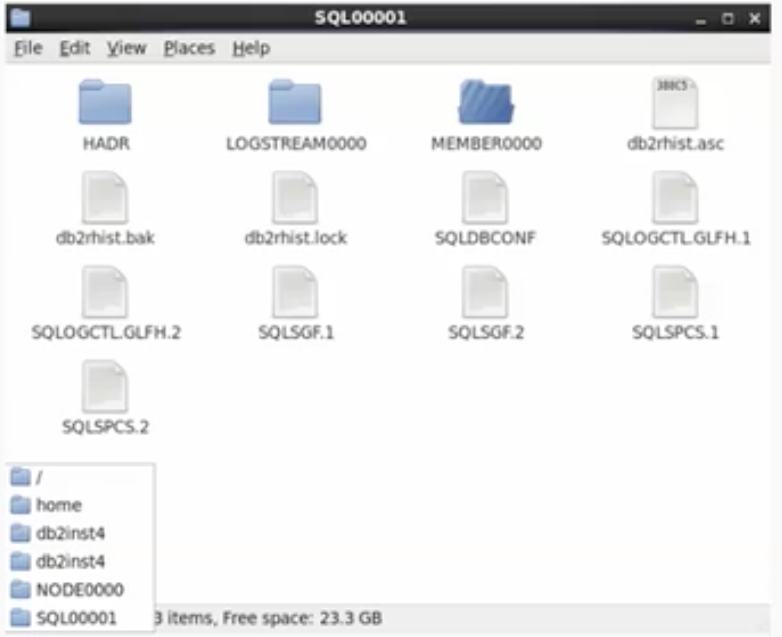 SQL00001
File Edit View Places Help
388C5
HADR LOGSTREAM0000 MEMBER0000 db2rhist.asc
db2rhist.bak db2rhist.lock SQLDBCONF SQLOGCTL.GLFH.1
SQLOGCTL.GLFH.2 SQLSGF.1 SQLSGF.2 SQLSPCS.1
SQLSPCS.2
/
home
db2inst4
db2inst4
NODE0000
SQL00001
3 items, Free space: 23.3 GB